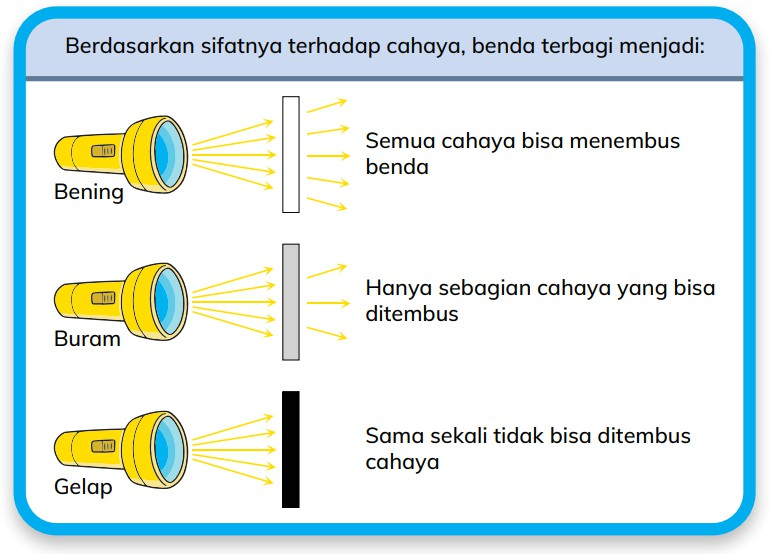 Berdasarkan sifatnya terhadap cahaya, benda terbagi menjadi:
Bening
Semua cahaya bisa menembus
benda
Buram
Hanya sebagian cahaya yang bisa
ditembus
Gelap
Sama sekali tidak bisa ditembus
cahaya